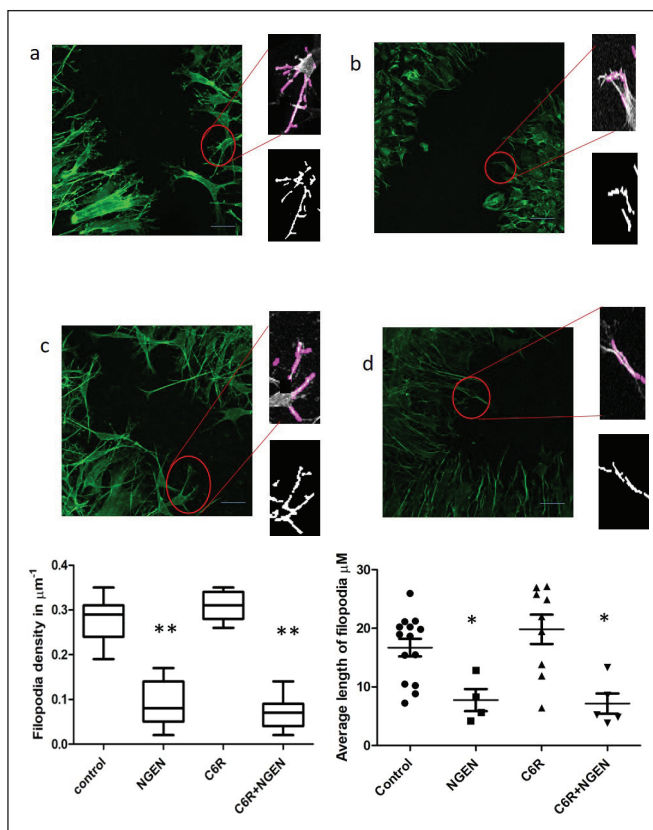 a
b
c
d
Filopodia density in µm-1
0.4
0.3
0.2
0.1
0.0
**
**
control
NGEN
C6R
C6R+NGEN
Average length of filopodia µM
30
20
10
0
*
*
Control
NGEN
C6R
C6R+NGEN